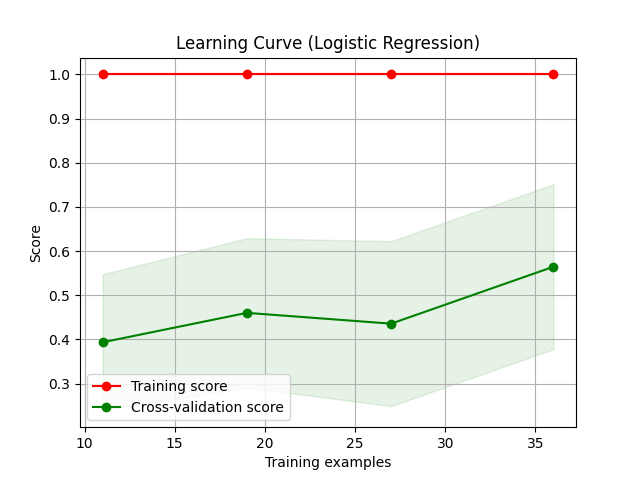 Learning Curve (Logistic Regression)
1.0
0.9
0.8
0.7
0.6
0.5
0.4
0.3
Score
Training score
Cross-validation score
10 15 20 25 30 35
Training examples